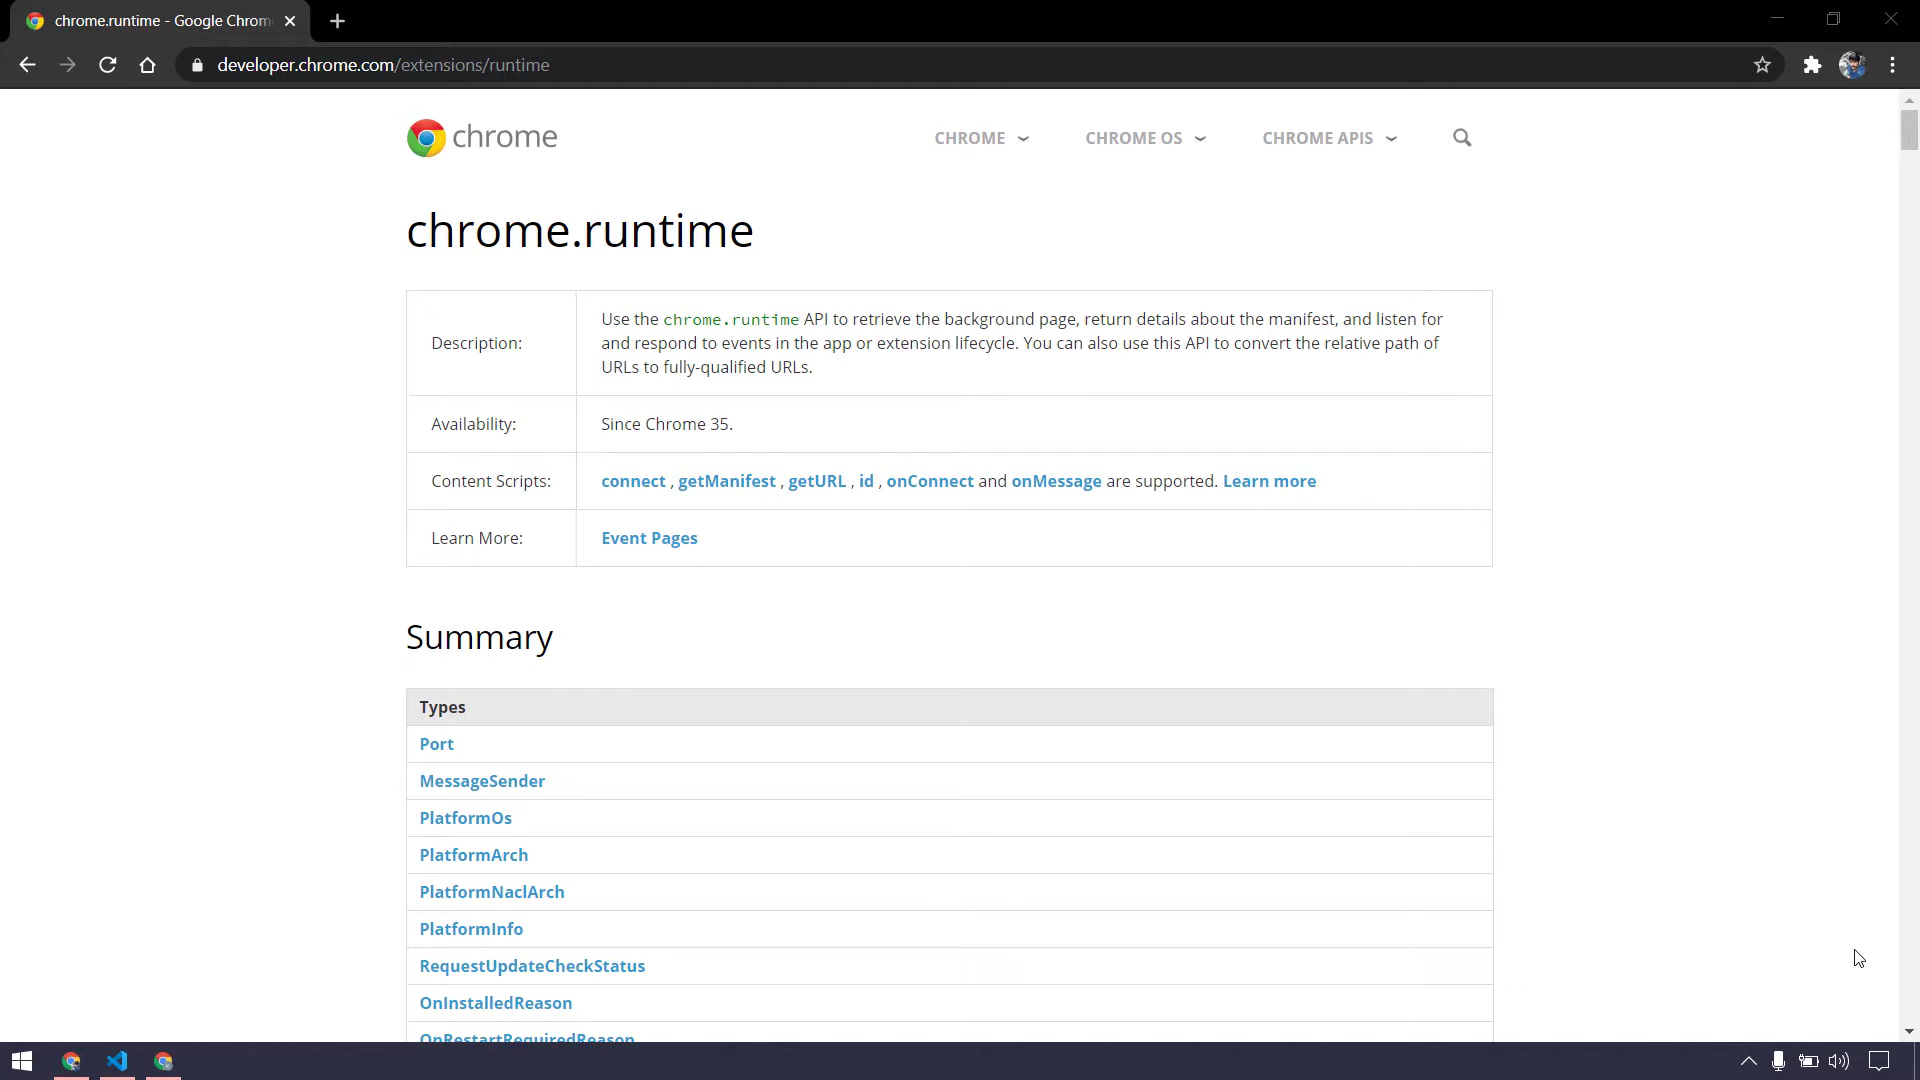 chrome.runtime - Google Chrom
developer.chrome.com/extensions/runtime
chrome
CHROME
CHROME OS
CHROME APIS
chrome.runtime
Description:
Use the chrome.runtime API to retrieve the background page, return details about the manifest, and listen for
and respond to events in the app or extension lifecycle. You can also use this API to convert the relative path of
URLs to fully-qualified URLs.
Availability:
Since Chrome 35.
Content Scripts:
connect , getManifest , getURL , id , onConnect and onMessage are supported. Learn more
Learn More:
Event Pages
Summary
Types
Port
MessageSender
PlatformOs
PlatformArch
PlatformNaclArch
PlatformInfo
RequestUpdateCheckStatus
OnInstalledReason
OnRestartRequiredReason